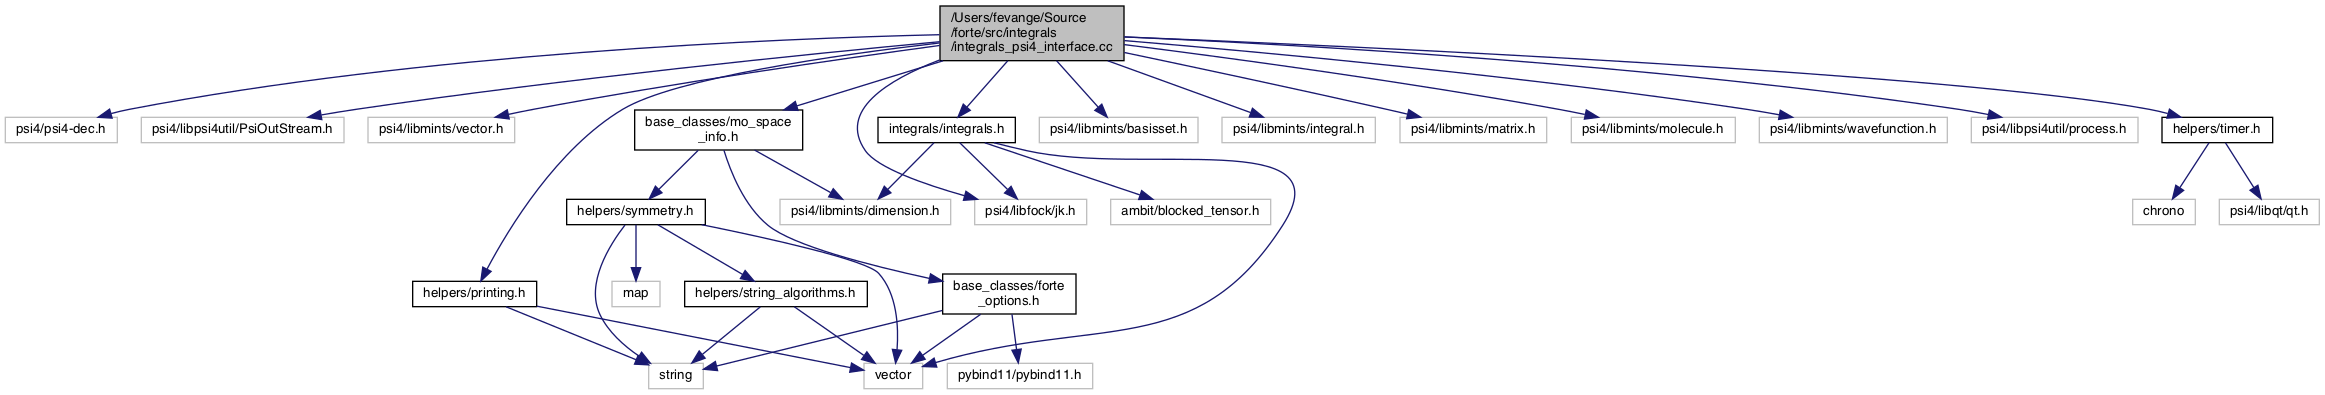 /Users/fevange/Source
/forte/src/integrals
/integrals_psi4_interface.cc
psi4/psi4-dec.h
psi4/libpsi4util/PsiOutStream.h
psi4/libmints/vector.h
base_classes/mo_space
_info.h
integrals/integrals.h
psi4/libmints/basisset.h
psi4/libmints/integral.h
psi4/libmints/matrix.h
psi4/libmints/molecule.h
psi4/libmints/wavefunction.h
psi4/libpsi4util/process.h
helpers/timer.h
helpers/symmetry.h
psi4/libmints/dimension.h
psi4/libfock/jk.h
ambit/blocked_tensor.h
chrono
psi4/libqt/qt.h
helpers/printing.h
map
helpers/string_algorithms.h
base_classes/forte
_options.h
string
vector
pybind11/pybind11.h